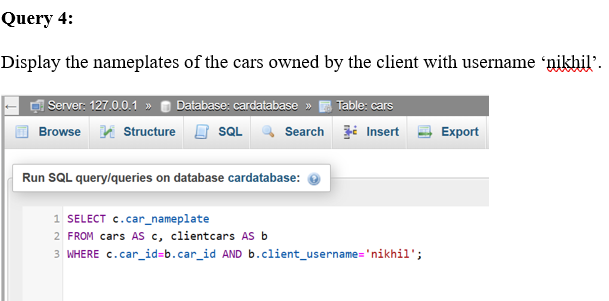 Query 4:
Display the nameplates of the cars owned by the client with username ‘nikhil’.
← Server: 127.0.0.1 » Database: cardatabase » Table: cars
Browse Structure SQL Search Insert Export
Run SQL query/queries on database cardatabase:
1 SELECT c.car_nameplate
2 FROM cars AS c, clientcars AS b
3 WHERE c.car_id=b.car_id AND b.client_username='nikhil';